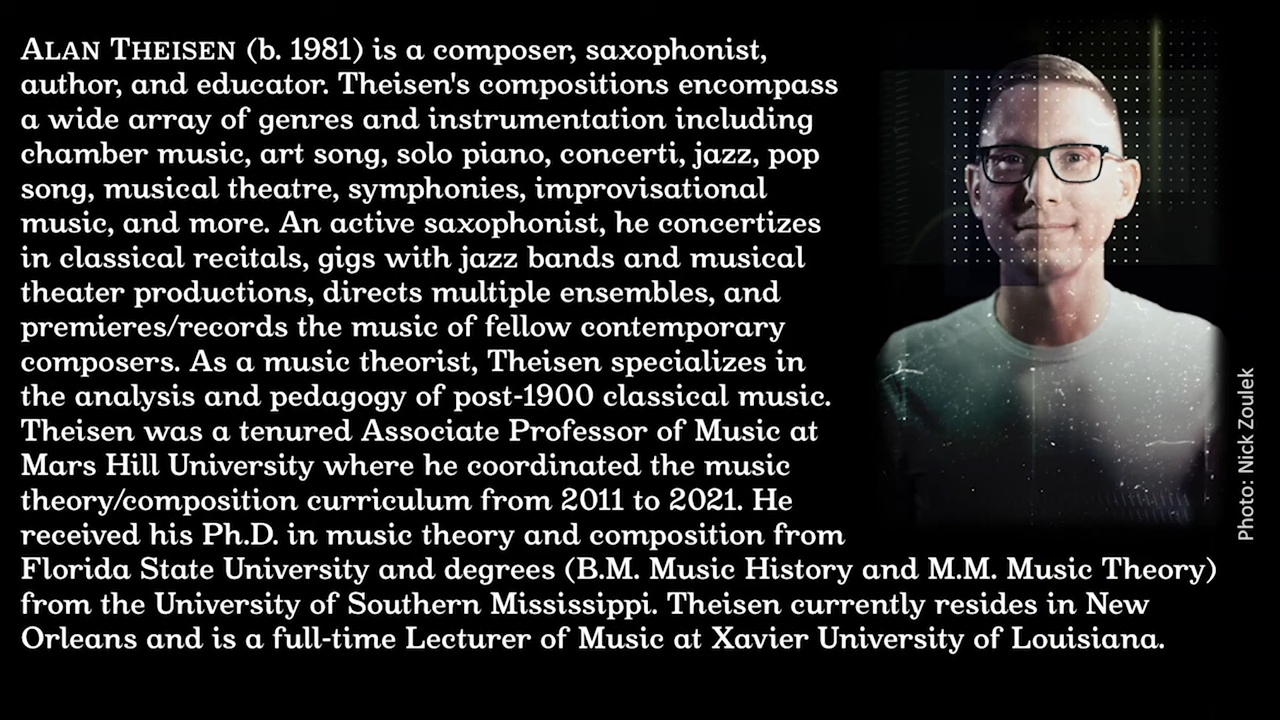 ALAN THEISEN (b. 1981) is a composer, saxophonist,
author, and educator. Theisen's compositions encompass
a wide array of genres and instrumentation including
chamber music, art song, solo piano, concerti, jazz, pop
song, musical theatre, symphonies, improvisational
music, and more. An active saxophonist, he concertizes
in classical recitals, gigs with jazz bands and musical
theater productions, directs multiple ensembles, and
premieres/records the music of fellow contemporary
composers. As a music theorist, Theisen specializes in
the analysis and pedagogy of post-1900 classical music.
Theisen was a tenured Associate Professor of Music at
Mars Hill University where he coordinated the music
theory/composition curriculum from 2011 to 2021. He
received his Ph.D. in music theory and composition from
Florida State University and degrees (B.M. Music History and M.M. Music Theory)
from the University of Southern Mississippi. Theisen currently resides in New
Orleans and is a full-time Lecturer of Music at Xavier University of Louisiana.
Photo: Nick Zoulek